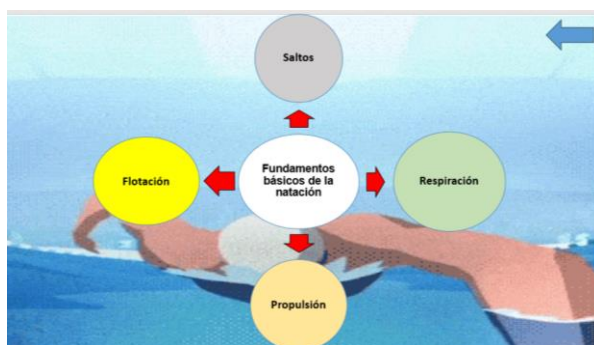 Saltos
Flotación
Fundamentos
básicos de la
natación
Respiración
Propulsión